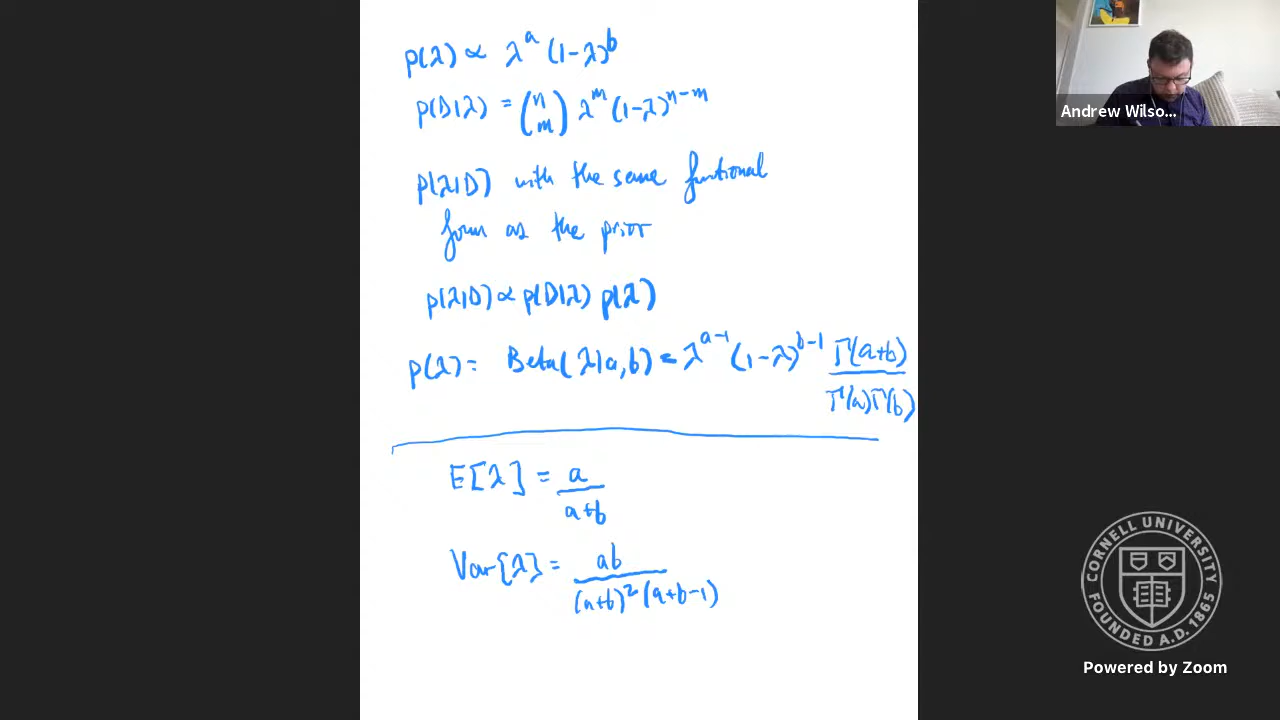 p(λ) ∝ λ^a (1-λ)^b
p(D|λ) = (n m) λ^m (1-λ)^{n-m}
p(λ|D) with the same functional
form as the prior
p(λ|D) ∝ p(D|λ) p(λ)
p(λ) = Beta(λ|a,b) = λ^{a-1} (1-λ)^{b-1} Γ(a+b) / Γ(a)Γ(b)
E[λ] = a / a+b
Var[λ] = ab / (a+b)^2 (a+b-1)
Andrew Wilso...
CORNELL UNIVERSITY
FOUNDED A.D. 1865
Powered by Zoom